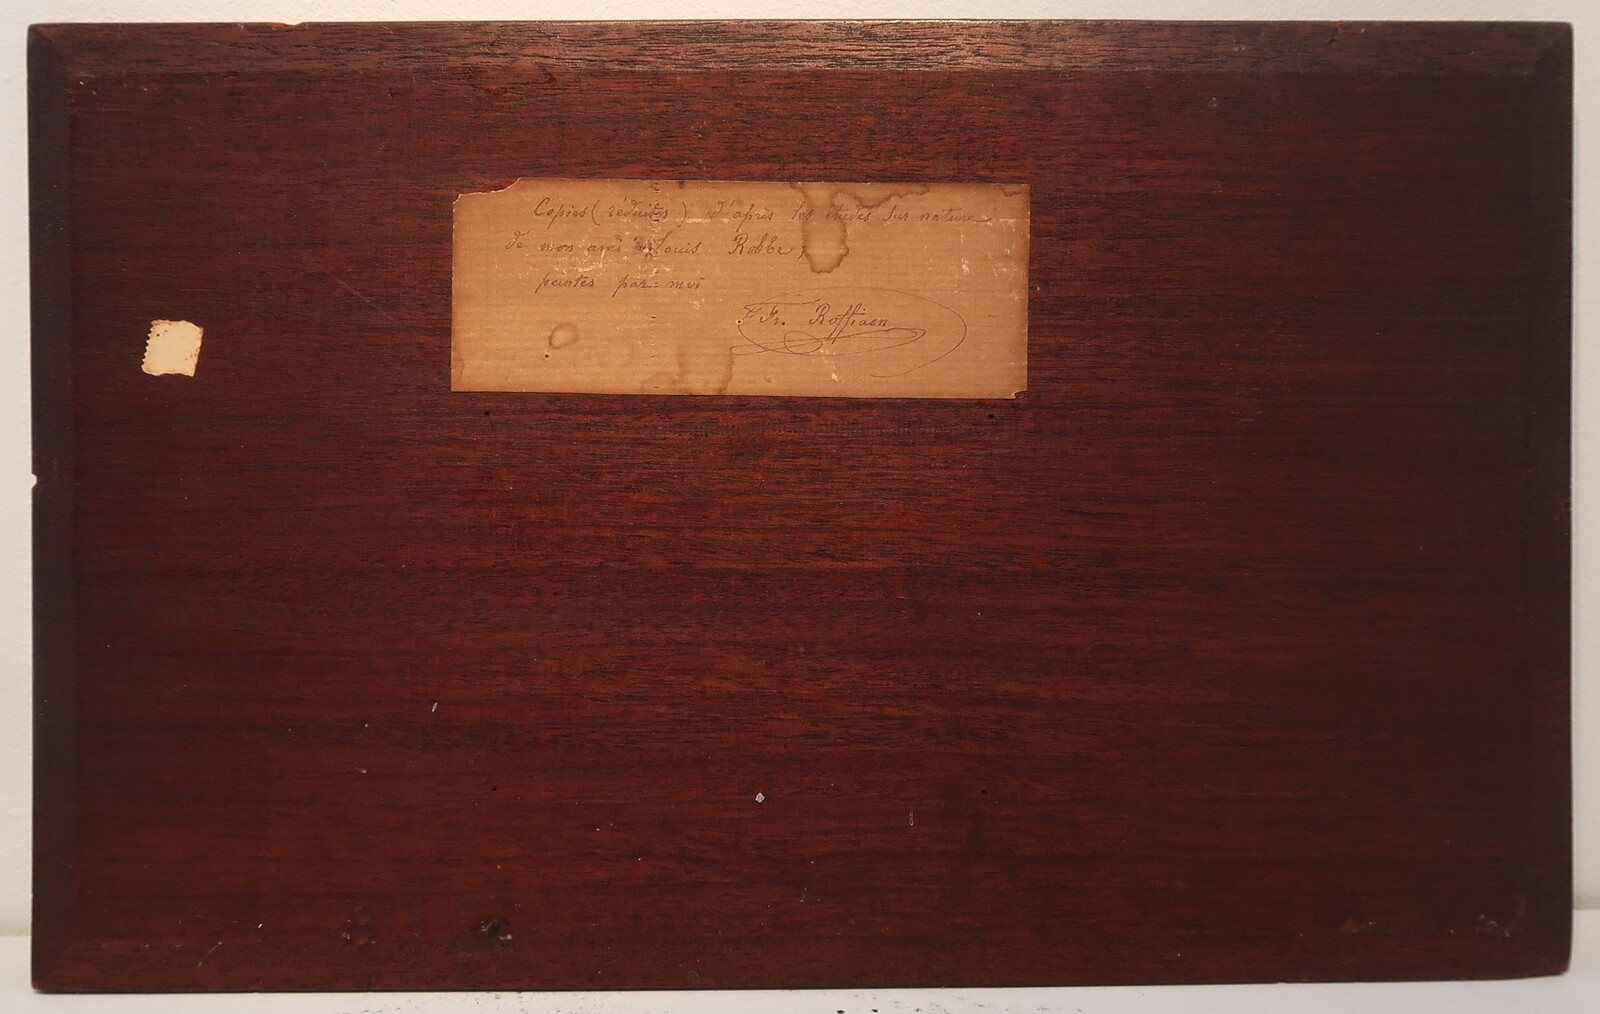 Copies (réduites) d'après les études sur nature
de mon ami Louis Robbe,
peintes par moi
Fr. Roffiaen